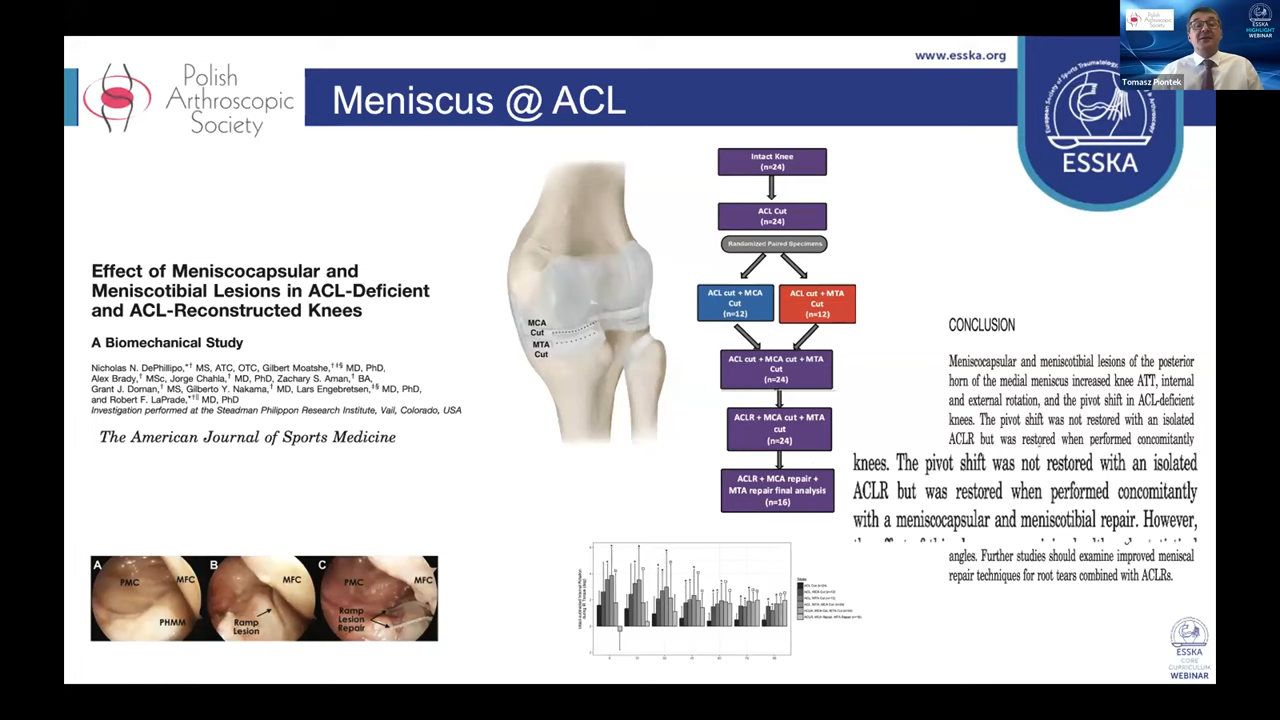 www.esska.org
Polish
Arthroscopic
Society
Meniscus @ ACL
ESSKA
Polish
Arthroscopic
Society
ESSKA
HIGHLIGHT
WEBINAR
Tomasz Piontek
Effect of Meniscocapsular and
Meniscotibial Lesions in ACL-Deficient
and ACL-Reconstructed Knees
A Biomechanical Study
Nicholas N. DePhillipo,*† MS, ATC, OTC, Gilbert Moatshe,†‡§ MD, PhD,
Alex Brady,† MSc, Jorge Chahla,† MD, PhD, Zachary S. Aman,† BA,
Grant J. Dornan,† MS, Gilberto Y. Nakama,† MD, Lars Engebretsen,‡§ MD, PhD,
and Robert F. LaPrade,*†|| MD, PhD
Investigation performed at the Steadman Philippon Research Institute, Vail, Colorado, USA
The American Journal of Sports Medicine
MCA
Cut
MTA
Cut
Intact Knee
(n=24)
ACL Cut
(n=24)
Randomized Paired Specimens
ACL cut + MCA
Cut
(n=12)
ACL cut + MTA
Cut
(n=12)
ACL cut + MCA cut + MTA
Cut
(n=24)
ACLR + MCA cut + MTA
cut
(n=24)
ACLR + MCA repair +
MTA repair final analysis
(n=16)
CONCLUSION
Meniscocapsular and meniscotibial lesions of the posterior
horn of the medial meniscus increased knee ATT, internal
and external rotation, and the pivot shift in ACL-deficient
knees. The pivot shift was not restored with an isolated
ACLR but was restored when performed concomitantly
knees. The pivot shift was not restored with an isolated
ACLR but was restored when performed concomitantly
with a meniscocapsular and meniscotibial repair. However,
angles. Further studies should examine improved meniscal
repair techniques for root tears combined with ACLRs.
A
PMC
MFC
PHMM
B
MFC
Ramp
Lesion
C
PMC
MFC
Ramp
Lesion
Repair
ESSKA
CORE
CURRICULUM
WEBINAR